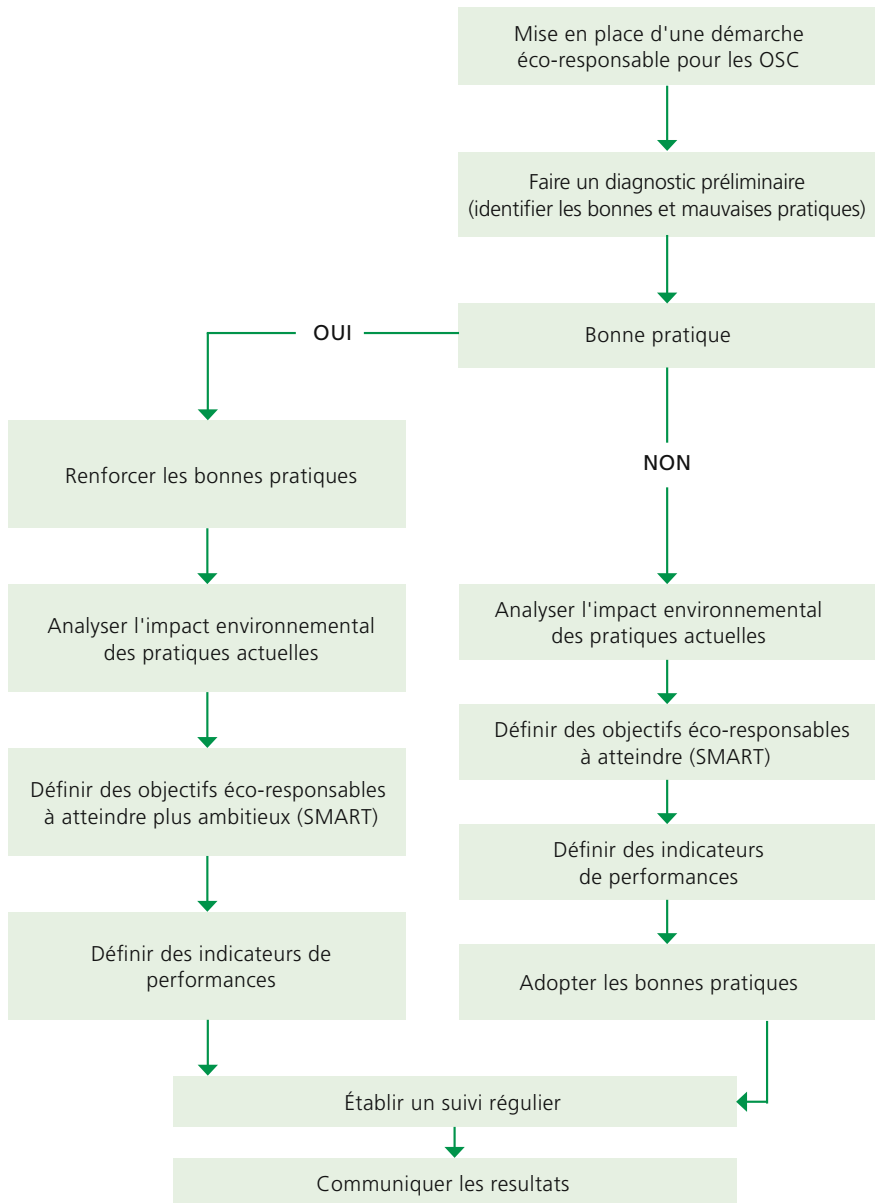 Mise en place d'une démarche
éco-responsable pour les OSC
Faire un diagnostic préliminaire
(identifier les bonnes et mauvaises pratiques)
Bonne pratique
OUI
Renforcer les bonnes pratiques
Analyser l'impact environnemental
des pratiques actuelles
Définir des objectifs éco-responsables
à atteindre plus ambitieux (SMART)
Définir des indicateurs de
performances
NON
Analyser l'impact environnemental
des pratiques actuelles
Définir des objectifs éco-responsables
à atteindre (SMART)
Définir des indicateurs
de performances
Adopter les bonnes pratiques
Établir un suivi régulier
Communiquer les resultats